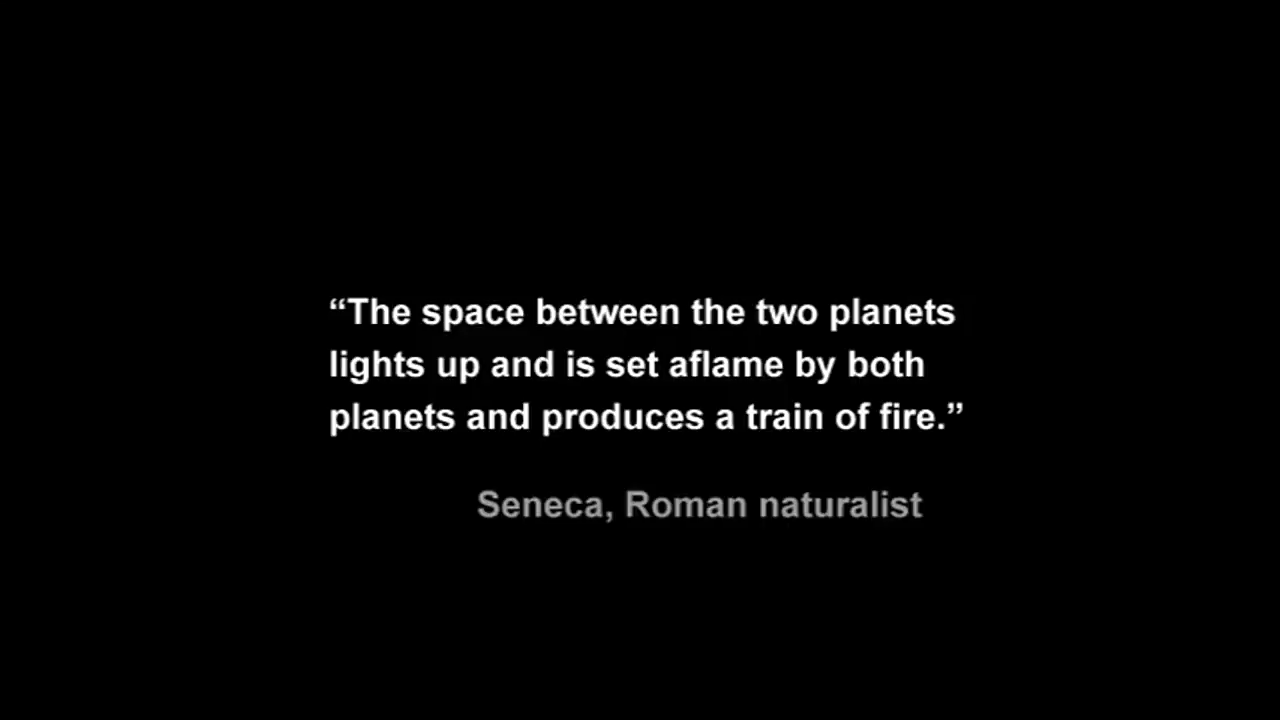 “The space between the two planets
lights up and is set aflame by both
planets and produces a train of fire.”
Seneca, Roman naturalist